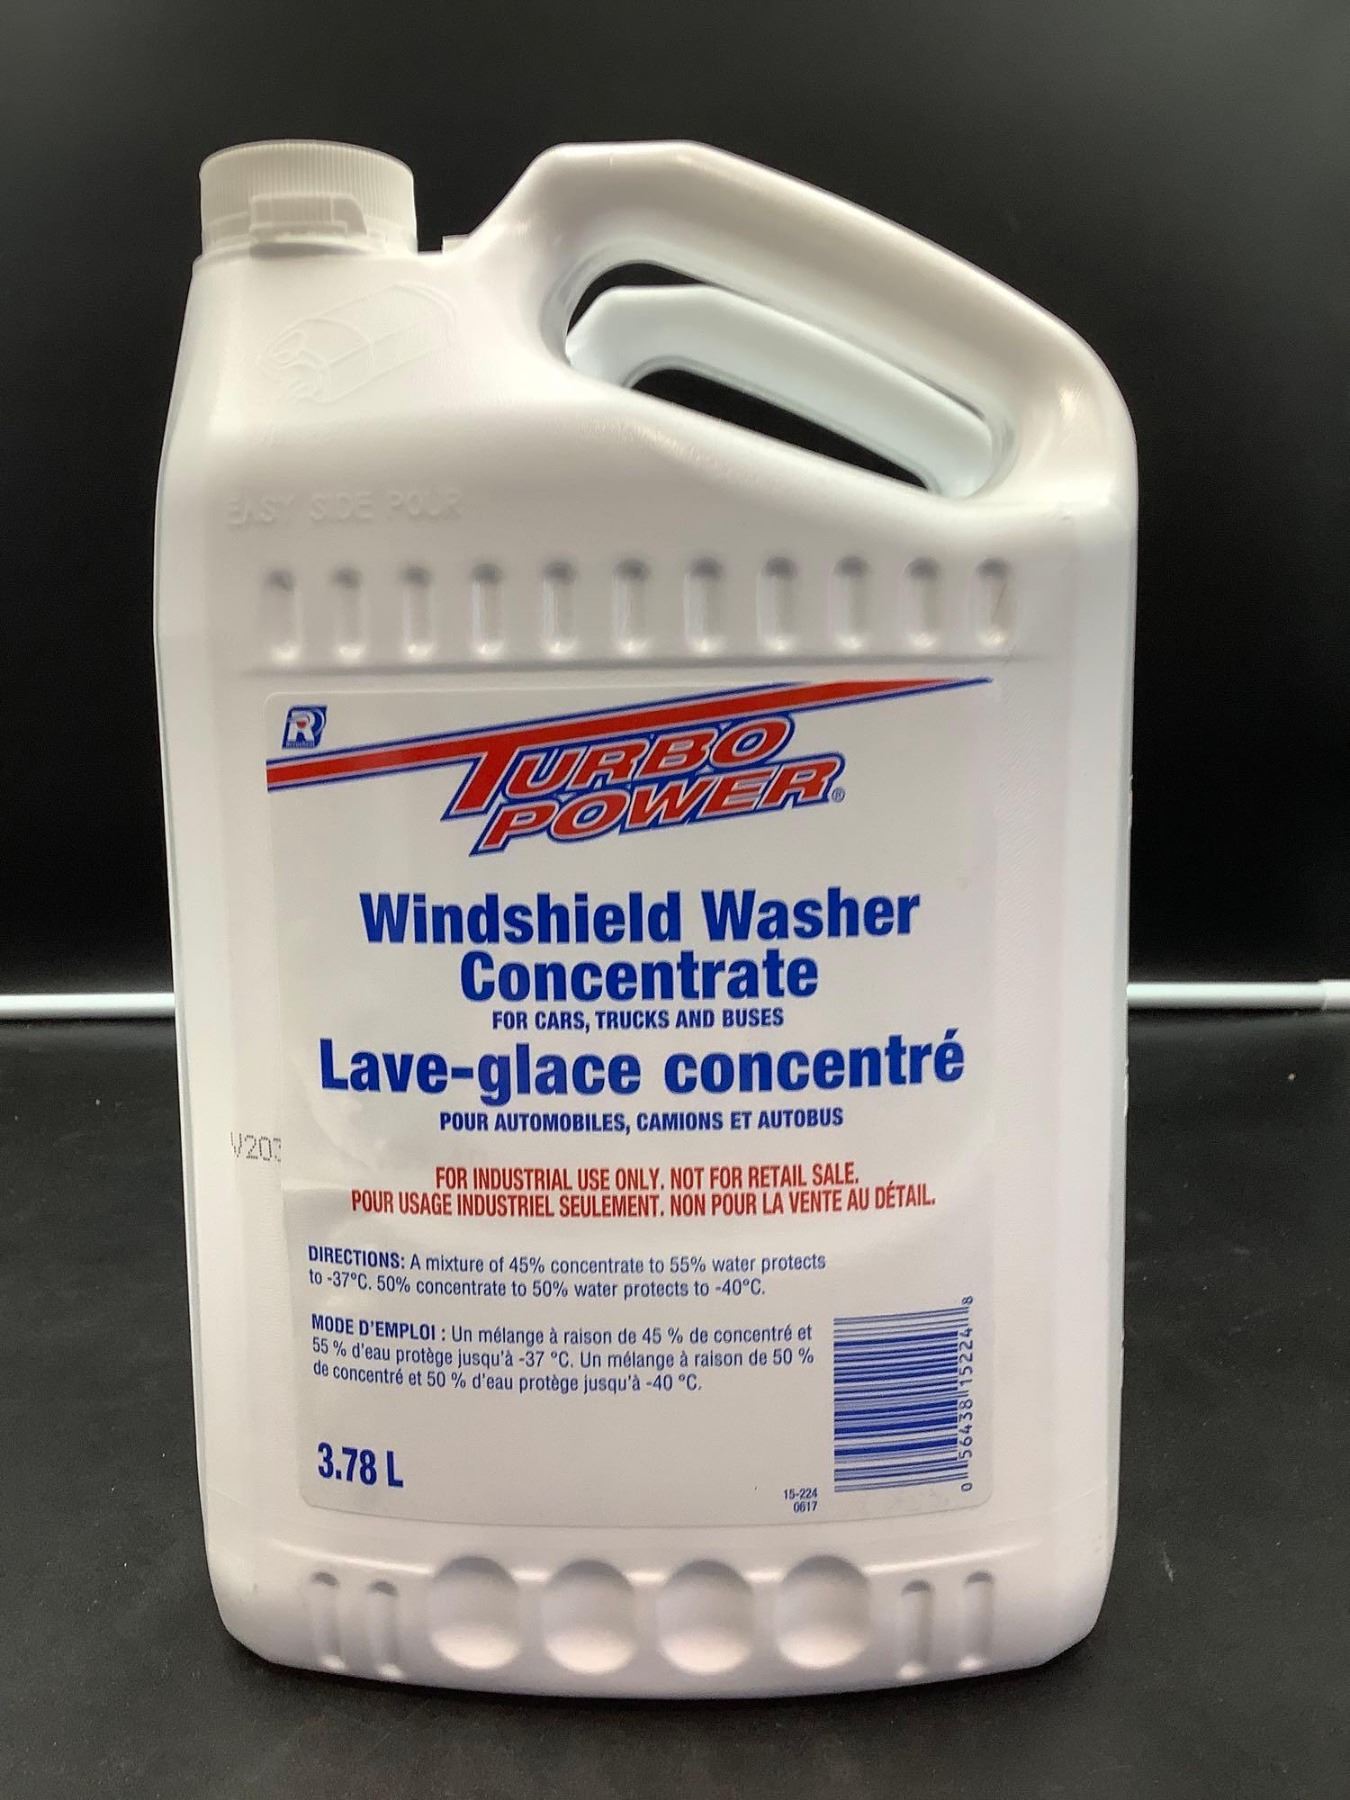 EASY SIDE POUR
R
TURBO
POWER®
Windshield Washer
Concentrate
FOR CARS, TRUCKS AND BUSES
Lave-glace concentré
POUR AUTOMOBILES, CAMIONS ET AUTOBUS
V203
FOR INDUSTRIAL USE ONLY. NOT FOR RETAIL SALE.
POUR USAGE INDUSTRIEL SEULEMENT. NON POUR LA VENTE AU DÉTAIL.
DIRECTIONS: A mixture of 45% concentrate to 55% water protects
to -37°C. 50% concentrate to 50% water protects to -40°C.
MODE D'EMPLOI : Un mélange à raison de 45 % de concentré et
55 % d'eau protège jusqu'à -37 °C. Un mélange à raison de 50 %
de concentré et 50 % d'eau protège jusqu'à -40 °C.
3.78 L
15-224
0617
0 56438 15224 8